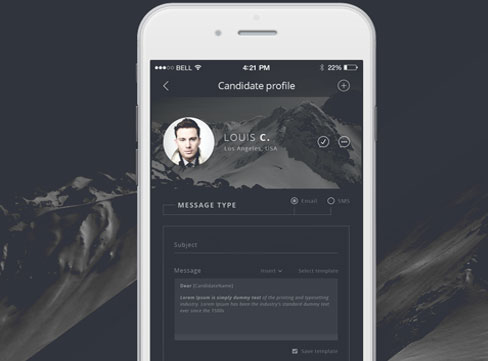 BELL 4:21 PM 22%
Candidate profile
LOUIS C.
Los Angeles, USA
MESSAGE TYPE Email SMS
Subject
Message Insert Select template
Dear [CandidateName]
Lorem Ipsum is simply dummy text of the printing and typesetting
industry. Lorem Ipsum has been the industry's standard dummy text
ever since the 1500s
Save template